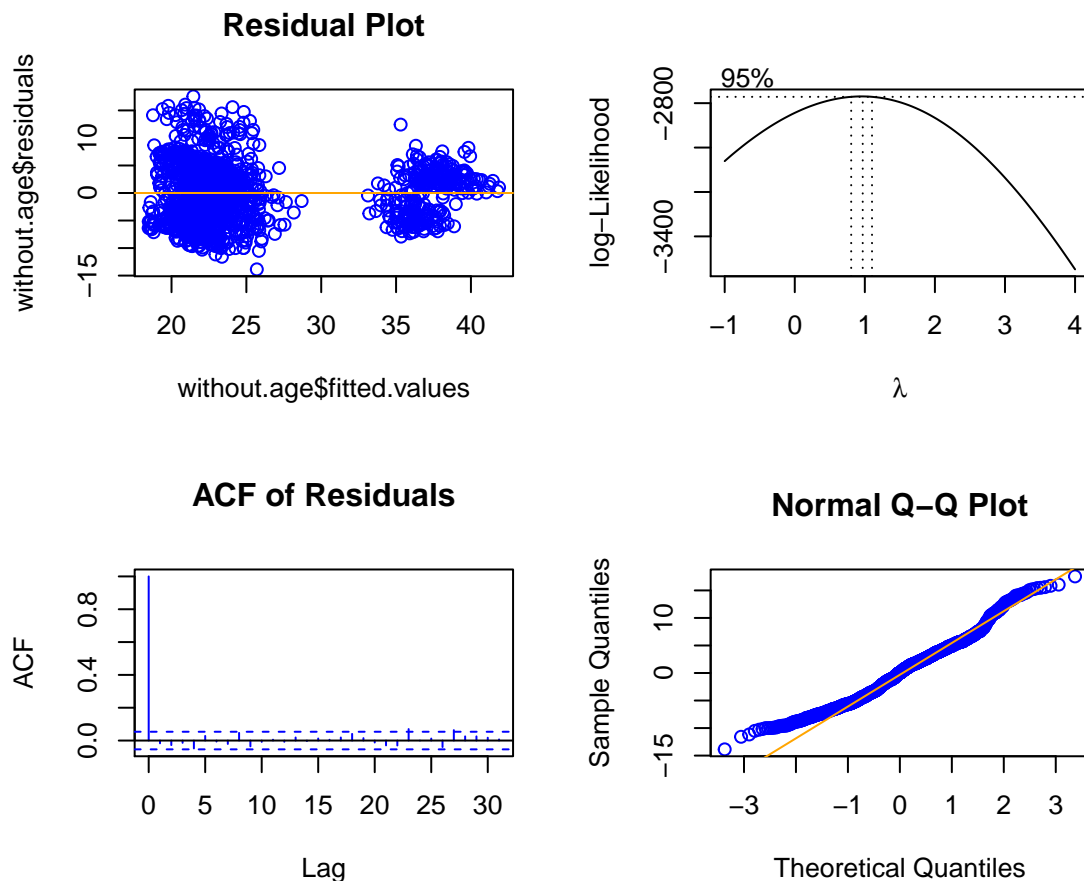 Residual Plot
without.age$residuals
10
0
−15
20 25 30 35 40
without.age$fitted.values
95%
log−Likelihood
−2800
−3400
−1 0 1 2 3 4
λ
ACF of Residuals
ACF
0.8
0.4
0.0
0 5 10 15 20 25 30
Lag
Normal Q−Q Plot
Sample Quantiles
10
0
−15
−3 −1 0 1 2 3
Theoretical Quantiles